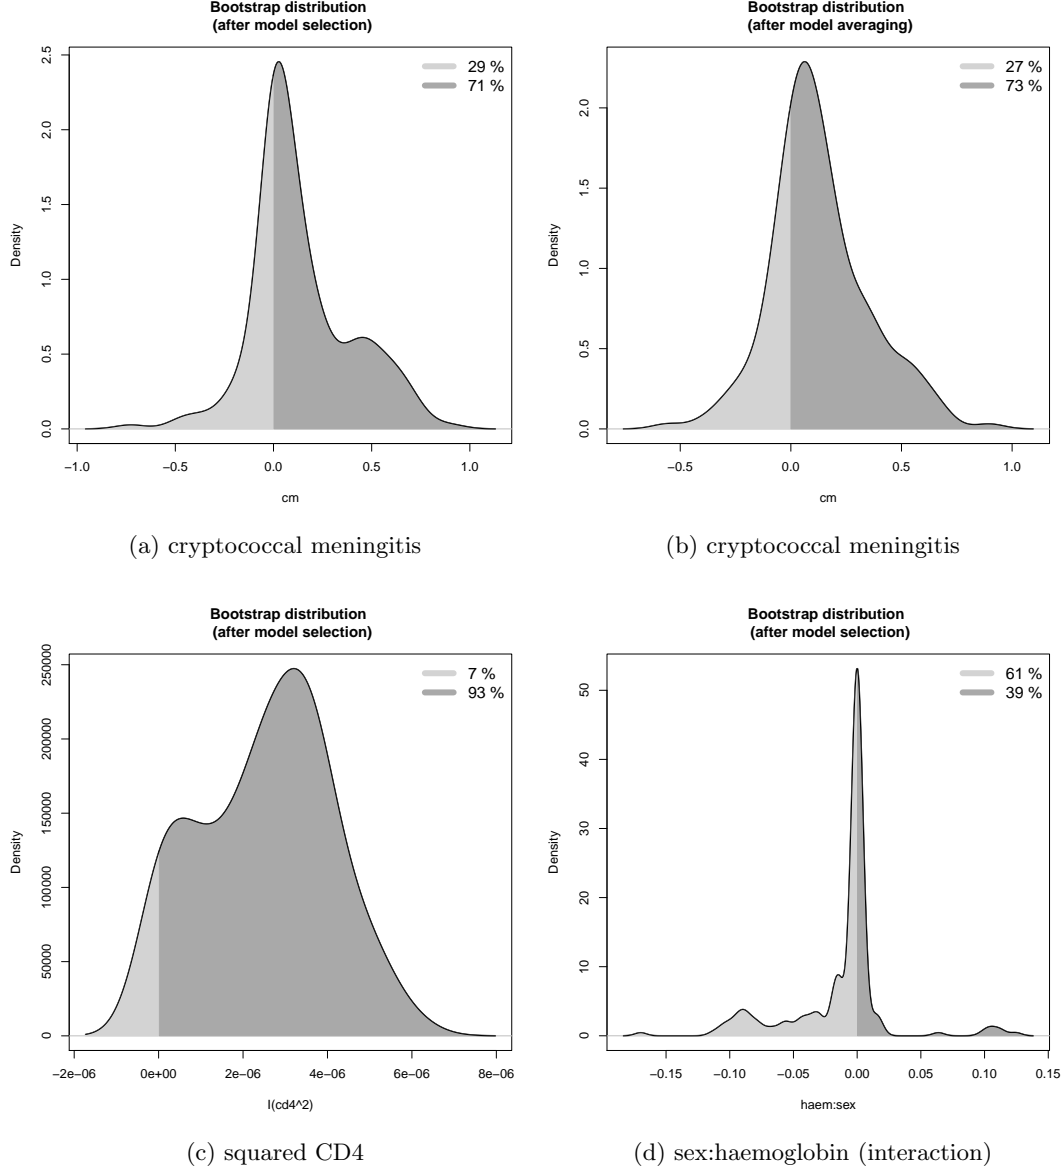 Bootstrap distribution
(after model selection)
29 %
71 %
Density
0.0
0.5
1.0
1.5
2.0
2.5
−1.0
−0.5
0.0
0.5
1.0
cm
(a) cryptococcal meningitis
Bootstrap distribution
(after model averaging)
27 %
73 %
Density
0.0
0.5
1.0
1.5
2.0
−0.5
0.0
0.5
1.0
cm
(b) cryptococcal meningitis
Bootstrap distribution
(after model selection)
7 %
93 %
Density
0
50000
100000
150000
200000
250000
−2e−06
0e+00
2e−06
4e−06
6e−06
8e−06
I(cd4^2)
(c) squared CD4
Bootstrap distribution
(after model selection)
61 %
39 %
Density
0
10
20
30
40
50
−0.15
−0.10
−0.05
0.00
0.05
0.10
0.15
haem:sex
(d) sex:haemoglobin (interaction)